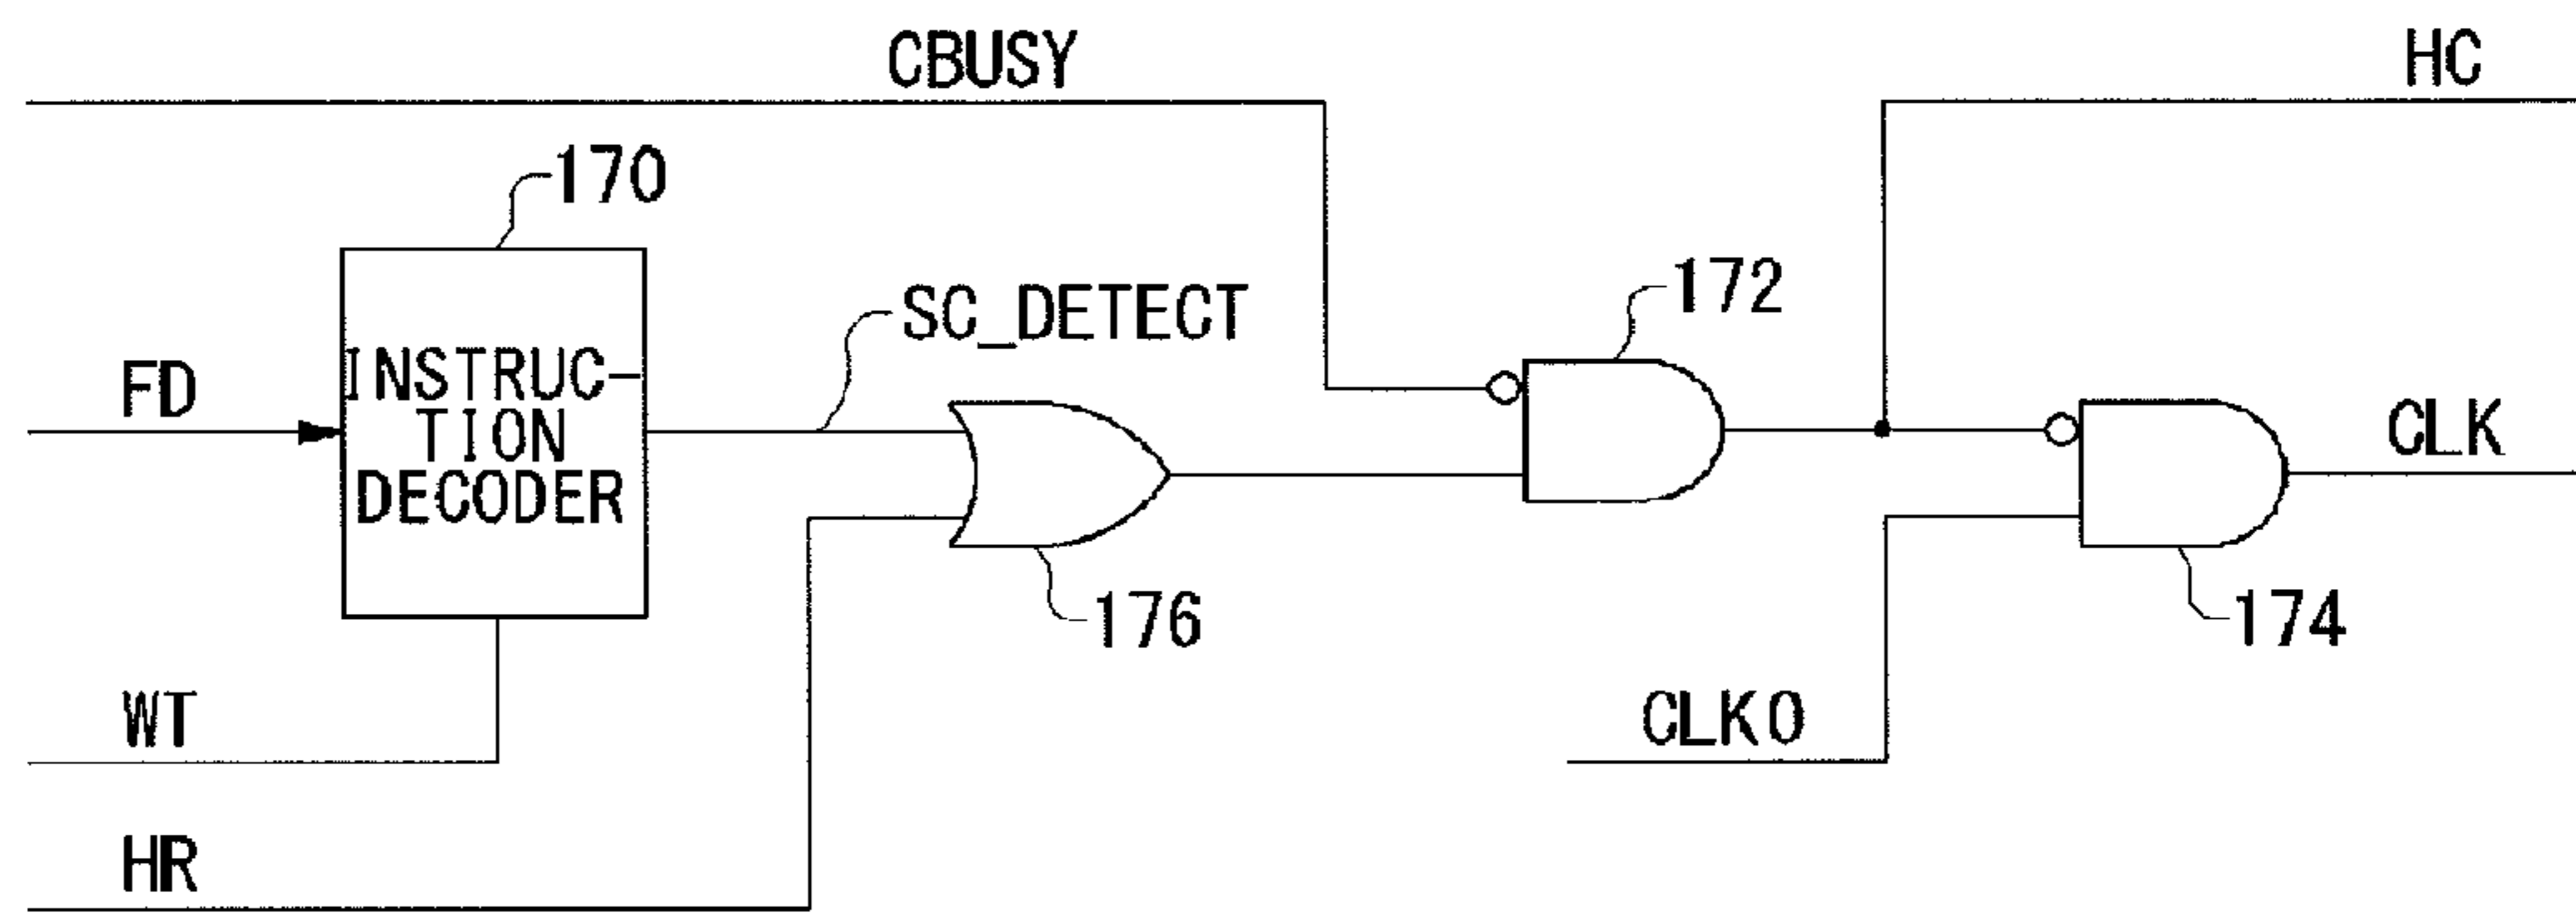 CBUSY
HC
170
172
SC_DETECT
FD
INSTRUC-
TION
DECODER
CLK
176
174
WT
CLK0
HR